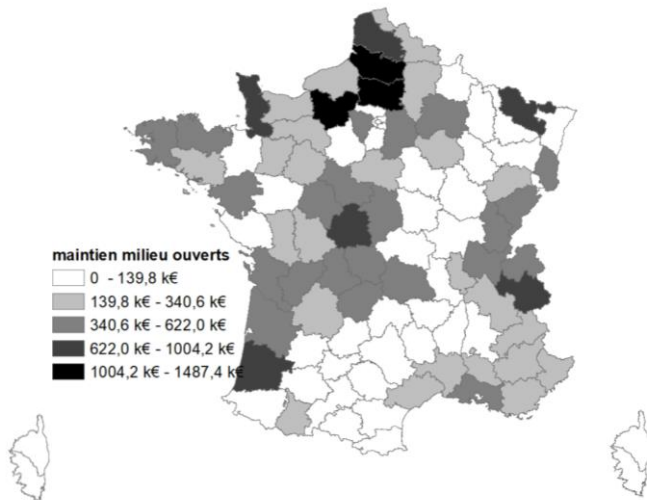 maintien milieu ouverts
0 - 139,8 k€
139,8 k€ - 340,6 k€
340,6 k€ - 622,0 k€
622,0 k€ - 1004,2 k€
1004,2 k€ - 1487,4 k€